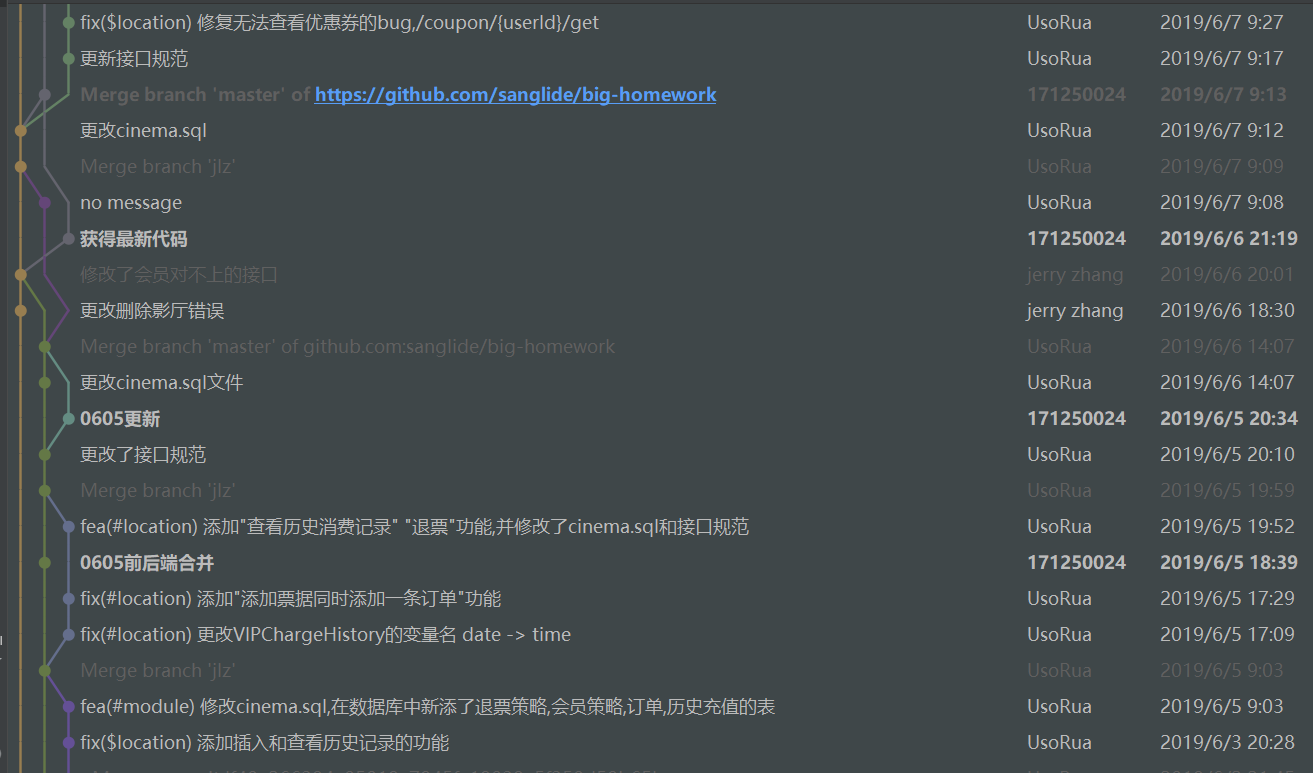 fix($location) 修复无法查看优惠券的bug,/coupon/{userId}/get UsoRua 2019/6/7 9:27
更新接口规范 UsoRua 2019/6/7 9:17
Merge branch 'master' of https://github.com/sanglide/big-homework 171250024 2019/6/7 9:13
更改cinema.sql UsoRua 2019/6/7 9:12
Merge branch 'jlz' UsoRua 2019/6/7 9:09
no message UsoRua 2019/6/7 9:08
获得最新代码 171250024 2019/6/6 21:19
修改了会员对不上的接口 jerry zhang 2019/6/6 20:01
更改删除影厅错误 jerry zhang 2019/6/6 18:30
Merge branch 'master' of github.com:sanglide/big-homework UsoRua 2019/6/6 14:07
更改cinema.sql文件 UsoRua 2019/6/6 14:07
0605更新 171250024 2019/6/5 20:34
更改了接口规范 UsoRua 2019/6/5 20:10
Merge branch 'jlz' UsoRua 2019/6/5 19:59
fea(#location) 添加"查看历史消费记录" "退票"功能,并修改了cinema.sql和接口规范 UsoRua 2019/6/5 19:52
0605前后端合并 171250024 2019/6/5 18:39
fix(#location) 添加"添加票据同时添加一条订单"功能 UsoRua 2019/6/5 17:29
fix(#location) 更改VIPChargeHistory的变量名 date -> time UsoRua 2019/6/5 17:09
Merge branch 'jlz' UsoRua 2019/6/5 9:03
fea(#module) 修改cinema.sql,在数据库中新添了退票策略,会员策略,订单,历史充值的表 UsoRua 2019/6/5 9:03
fix($location) 添加插入和查看历史记录的功能 UsoRua 2019/6/3 20:28